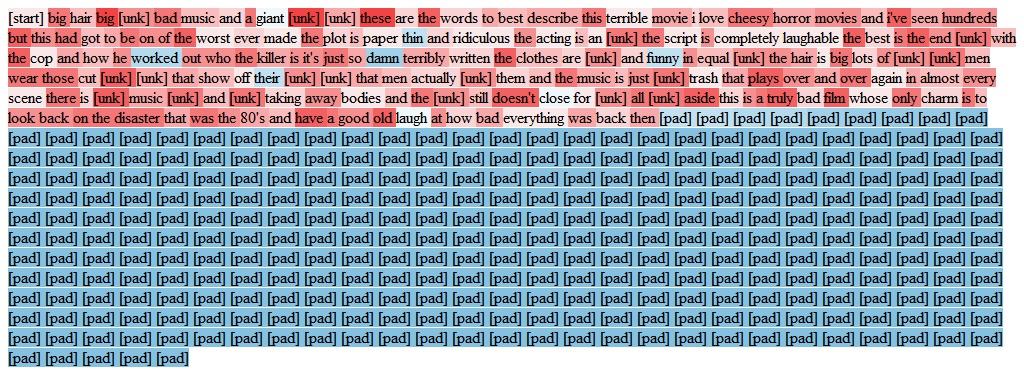 [start] big hair big [unk] bad music and a giant [unk] [unk] these are the words to best describe this terrible movie i love cheesy horror movies and i've seen hundreds
but this had got to be on of the worst ever made the plot is paper thin and ridiculous the acting is an [unk] the script is completely laughable the best is the end [unk] with
the cop and how he worked out who the killer is it's just so damn terribly written the clothes are [unk] and funny in equal [unk] the hair is big lots of [unk] [unk] men
wear those cut [unk] [unk] that show off their [unk] [unk] that men actually [unk] them and the music is just [unk] trash that plays over and over again in almost every
scene there is [unk] music [unk] and [unk] taking away bodies and the [unk] still doesn't close for [unk] all [unk] aside this is a truly bad film whose only charm is to
look back on the disaster that was the 80's and have a good old laugh at how bad everything was back then [pad] [pad] [pad] [pad] [pad] [pad] [pad] [pad] [pad]
[pad] [pad] [pad] [pad] [pad] [pad] [pad] [pad] [pad] [pad] [pad] [pad] [pad] [pad] [pad] [pad] [pad] [pad] [pad] [pad] [pad] [pad] [pad] [pad] [pad] [pad] [pad]
[pad] [pad] [pad] [pad] [pad] [pad] [pad] [pad] [pad] [pad] [pad] [pad] [pad] [pad] [pad] [pad] [pad] [pad] [pad] [pad] [pad] [pad] [pad] [pad] [pad] [pad] [pad]
[pad] [pad] [pad] [pad] [pad] [pad] [pad] [pad] [pad] [pad] [pad] [pad] [pad] [pad] [pad] [pad] [pad] [pad] [pad] [pad] [pad] [pad] [pad] [pad] [pad] [pad] [pad]
[pad] [pad] [pad] [pad] [pad] [pad] [pad] [pad] [pad] [pad] [pad] [pad] [pad] [pad] [pad] [pad] [pad] [pad] [pad] [pad] [pad] [pad] [pad] [pad] [pad] [pad] [pad]
[pad] [pad] [pad] [pad] [pad] [pad] [pad] [pad] [pad] [pad] [pad] [pad] [pad] [pad] [pad] [pad] [pad] [pad] [pad] [pad] [pad] [pad] [pad] [pad] [pad] [pad] [pad]
[pad] [pad] [pad] [pad] [pad] [pad] [pad] [pad] [pad] [pad] [pad] [pad] [pad] [pad] [pad] [pad] [pad] [pad] [pad] [pad] [pad] [pad] [pad] [pad] [pad] [pad] [pad]
[pad] [pad] [pad] [pad] [pad] [pad] [pad] [pad] [pad] [pad] [pad] [pad] [pad] [pad] [pad] [pad] [pad] [pad] [pad] [pad] [pad] [pad] [pad] [pad] [pad] [pad] [pad]
[pad] [pad] [pad] [pad] [pad] [pad] [pad] [pad] [pad] [pad] [pad] [pad] [pad] [pad] [pad] [pad] [pad] [pad] [pad] [pad] [pad] [pad] [pad] [pad] [pad] [pad] [pad]
[pad] [pad] [pad] [pad] [pad] [pad] [pad] [pad] [pad] [pad] [pad] [pad] [pad] [pad] [pad] [pad] [pad] [pad] [pad] [pad] [pad] [pad] [pad] [pad] [pad] [pad] [pad]
[pad] [pad] [pad] [pad] [pad] [pad] [pad] [pad] [pad] [pad] [pad] [pad] [pad] [pad] [pad] [pad] [pad] [pad] [pad] [pad] [pad] [pad] [pad] [pad] [pad] [pad] [pad]
[pad] [pad] [pad] [pad] [pad] [pad] [pad] [pad] [pad] [pad] [pad] [pad] [pad] [pad] [pad] [pad] [pad] [pad] [pad] [pad] [pad] [pad] [pad] [pad] [pad] [pad] [pad]
[pad] [pad] [pad] [pad] [pad]